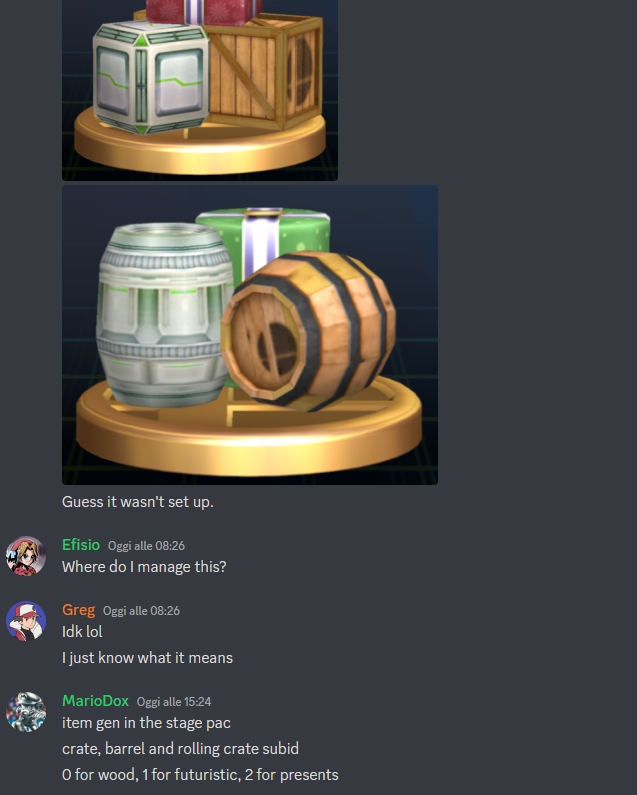 Guess it wasn't set up.
Efisio Oggi alle 08:26
Where do I manage this?
Greg Oggi alle 08:26
Idk lol
I just know what it means
MarioDox Oggi alle 15:24
item gen in the stage pac
crate, barrel and rolling crate subid
0 for wood, 1 for futuristic, 2 for presents